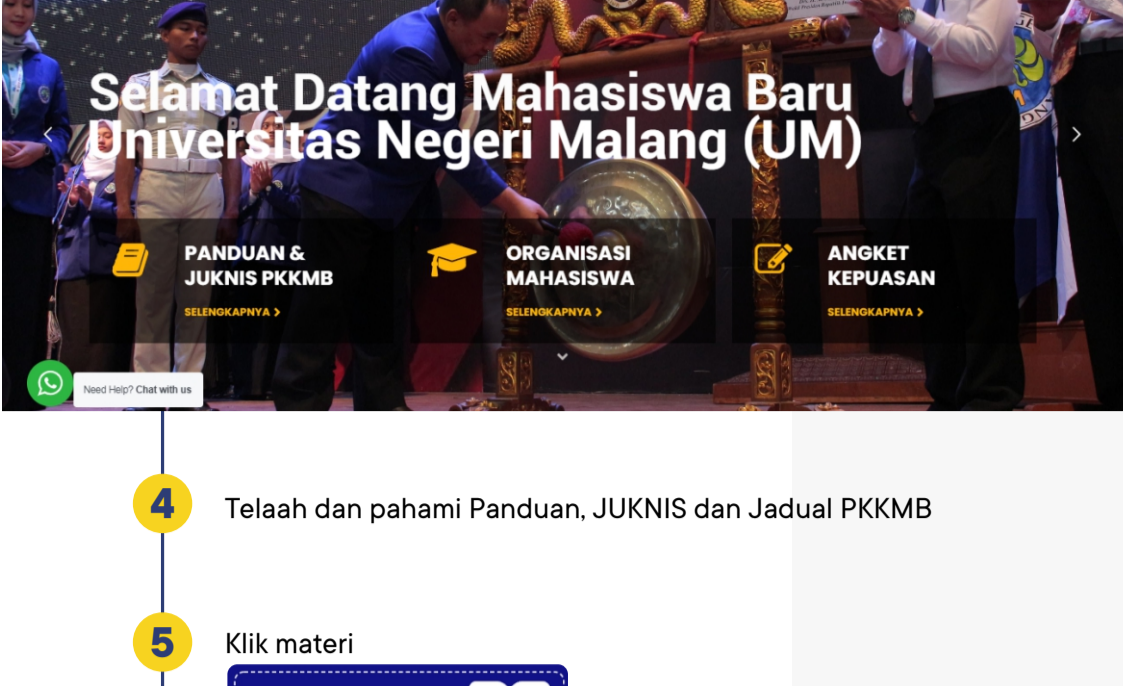 Selamat Datang Mahasiswa Baru
Universitas Negeri Malang (UM)
PANDUAN &
JUKNIS PKKMB
SELENGKAPNYA >
ORGANISASI
MAHASISWA
SELENGKAPNYA >
ANGKET
KEPUASAN
SELENGKAPNYA >
Need Help? Chat with us
4
Telaah dan pahami Panduan, JUKNIS dan Jadual PKKMB
5
Klik materi